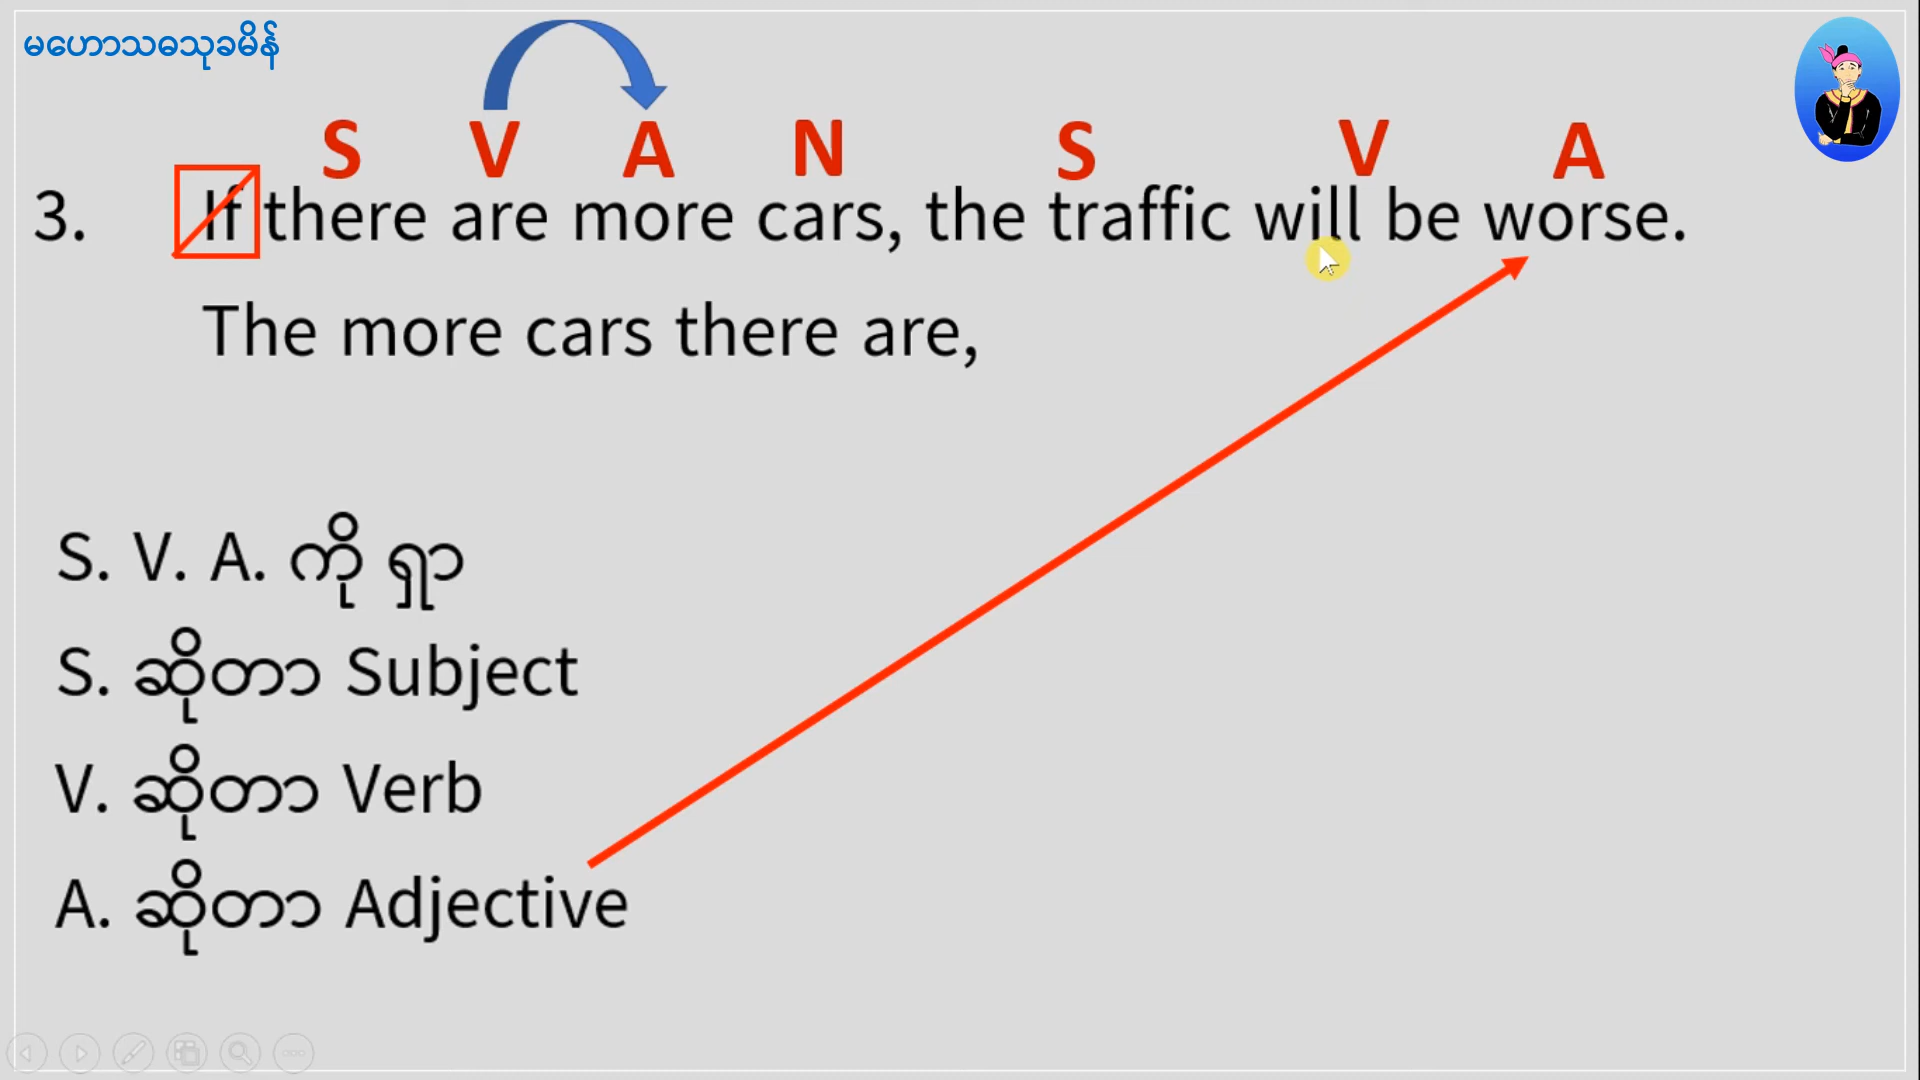 မဟောသဓသုခမိန်
S V A N S V A
3. If there are more cars, the traffic will be worse.
The more cars there are,
S. V. A. ကို ရှာ
S. ဆိုတာ Subject
V. ဆိုတာ Verb
A. ဆိုတာ Adjective